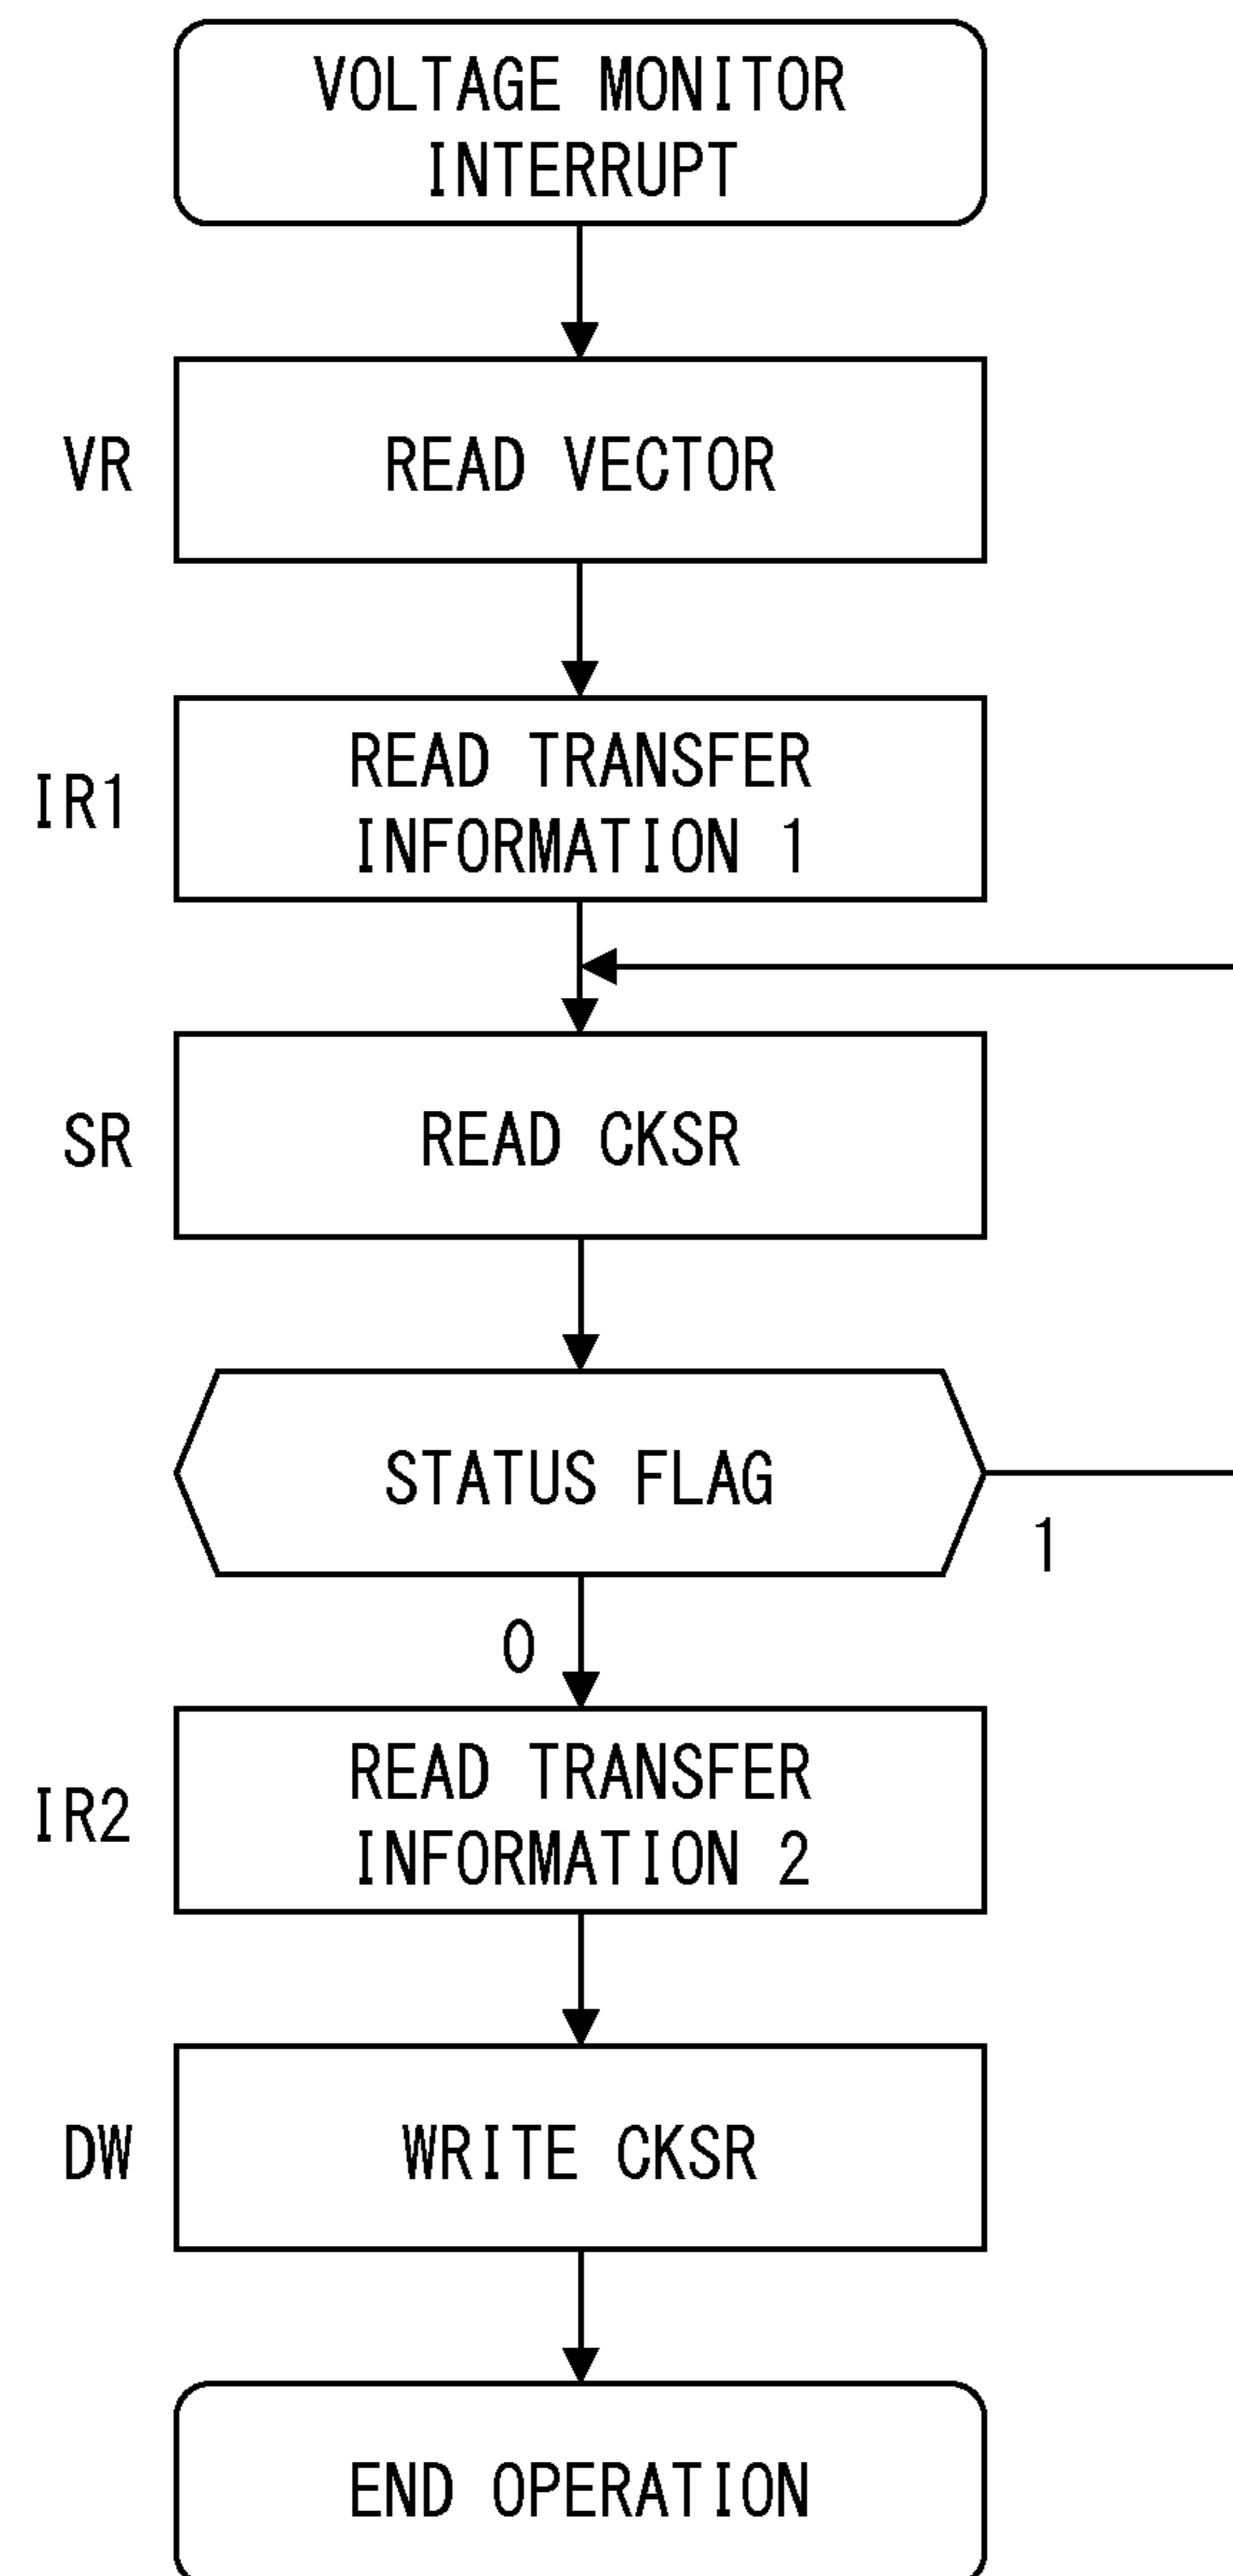 VOLTAGE MONITOR
INTERRUPT
VR
READ VECTOR
IR1
READ TRANSFER
INFORMATION 1
SR
READ CKSR
STATUS FLAG
1
0
IR2
READ TRANSFER
INFORMATION 2
DW
WRITE CKSR
END OPERATION